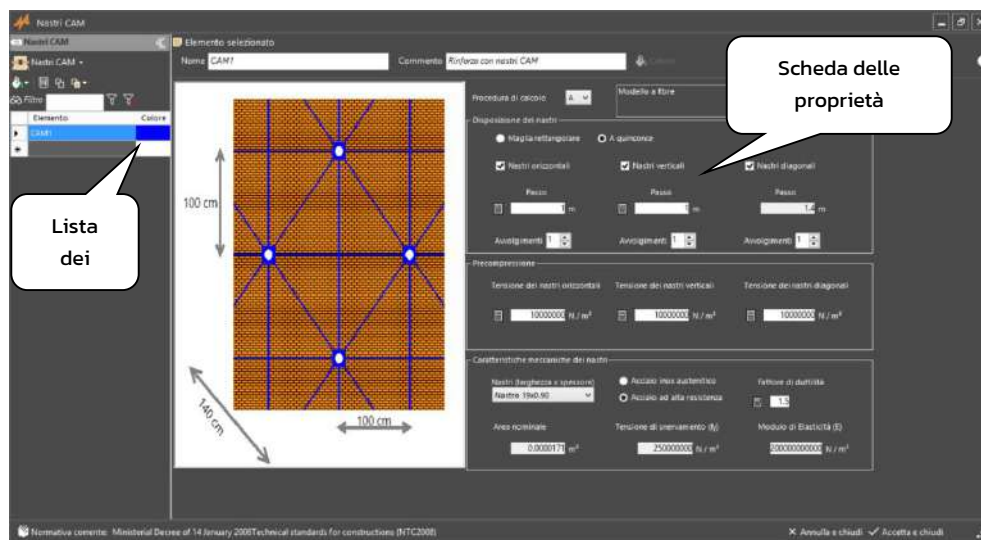 Nastri CAM
Nastri CAM
Elemento selezionato
Nastri CAM
Nome CAM1
Commento Rinforzo con nastri CAM
Filtro
Elemento Colore
CAM1
Lista dei
Scheda delle proprietà
100 cm
140 cm
100 cm
Procedura di calcolo A
Modello a fibre
Disposizione dei nastri
Maglia rettangolare A quinconce
Nastri orizzontali Nastri verticali Nastri diagonali
Passo Passo Passo
1 m m 1.4 m
Avvolgimenti 1 Avvolgimenti 1 Avvolgimenti 1
Precompressione
Tensione dei nastri orizzontali Tensione dei nastri verticali Tensione dei nastri diagonali
10000000 N / m² 10000000 N / m² 10000000 N / m²
Caratteristiche meccaniche dei nastri
Nastri (larghezza x spessore) Acciaio inox austenitico Fattore di duttilità
Nastro 19x0.90 Acciaio ad alta resistenza 1.5
Area nominale Tensione di snervamento (fy) Modulo di Elasticità (E)
0.0000171 m² 250000000 N / m² 200000000000 N / m²
Normativa corrente: Ministerial Decree of 14 January 2008Technical standards for constructions (NTC2008)
Annulla e chiudi Accetta e chiudi